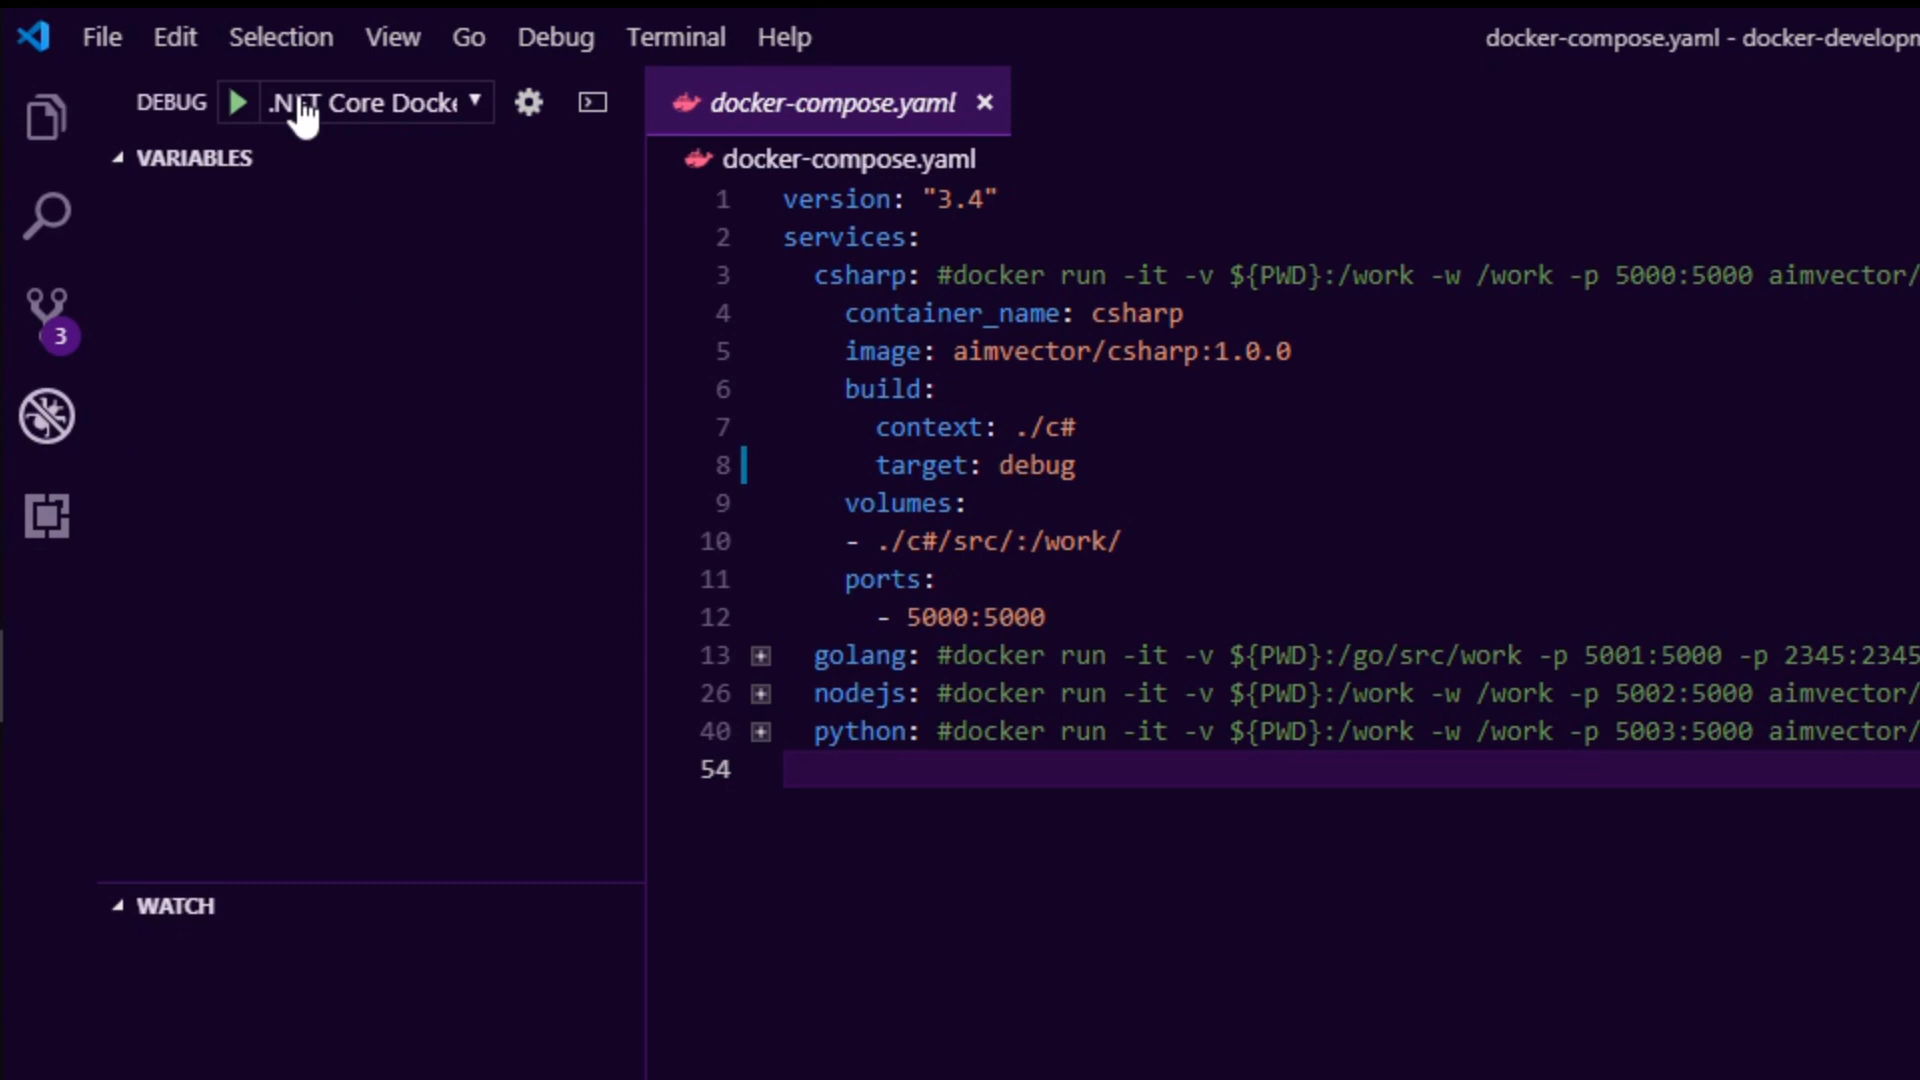 File Edit Selection View Go Debug Terminal Help
docker-compose.yaml - docker-developm
DEBUG
.NET Core Docke
docker-compose.yaml
VARIABLES
docker-compose.yaml
1 version: "3.4"
2 services:
3 csharp: #docker run -it -v ${PWD}:/work -w /work -p 5000:5000 aimvector/
4 container_name: csharp
5 image: aimvector/csharp:1.0.0
6 build:
7 context: ./c#
8 target: debug
9 volumes:
10 - ./c#/src/:/work/
11 ports:
12 - 5000:5000
13 golang: #docker run -it -v ${PWD}:/go/src/work -p 5001:5000 -p 2345:2345
26 nodejs: #docker run -it -v ${PWD}:/work -w /work -p 5002:5000 aimvector/
40 python: #docker run -it -v ${PWD}:/work -w /work -p 5003:5000 aimvector/
54
3
WATCH